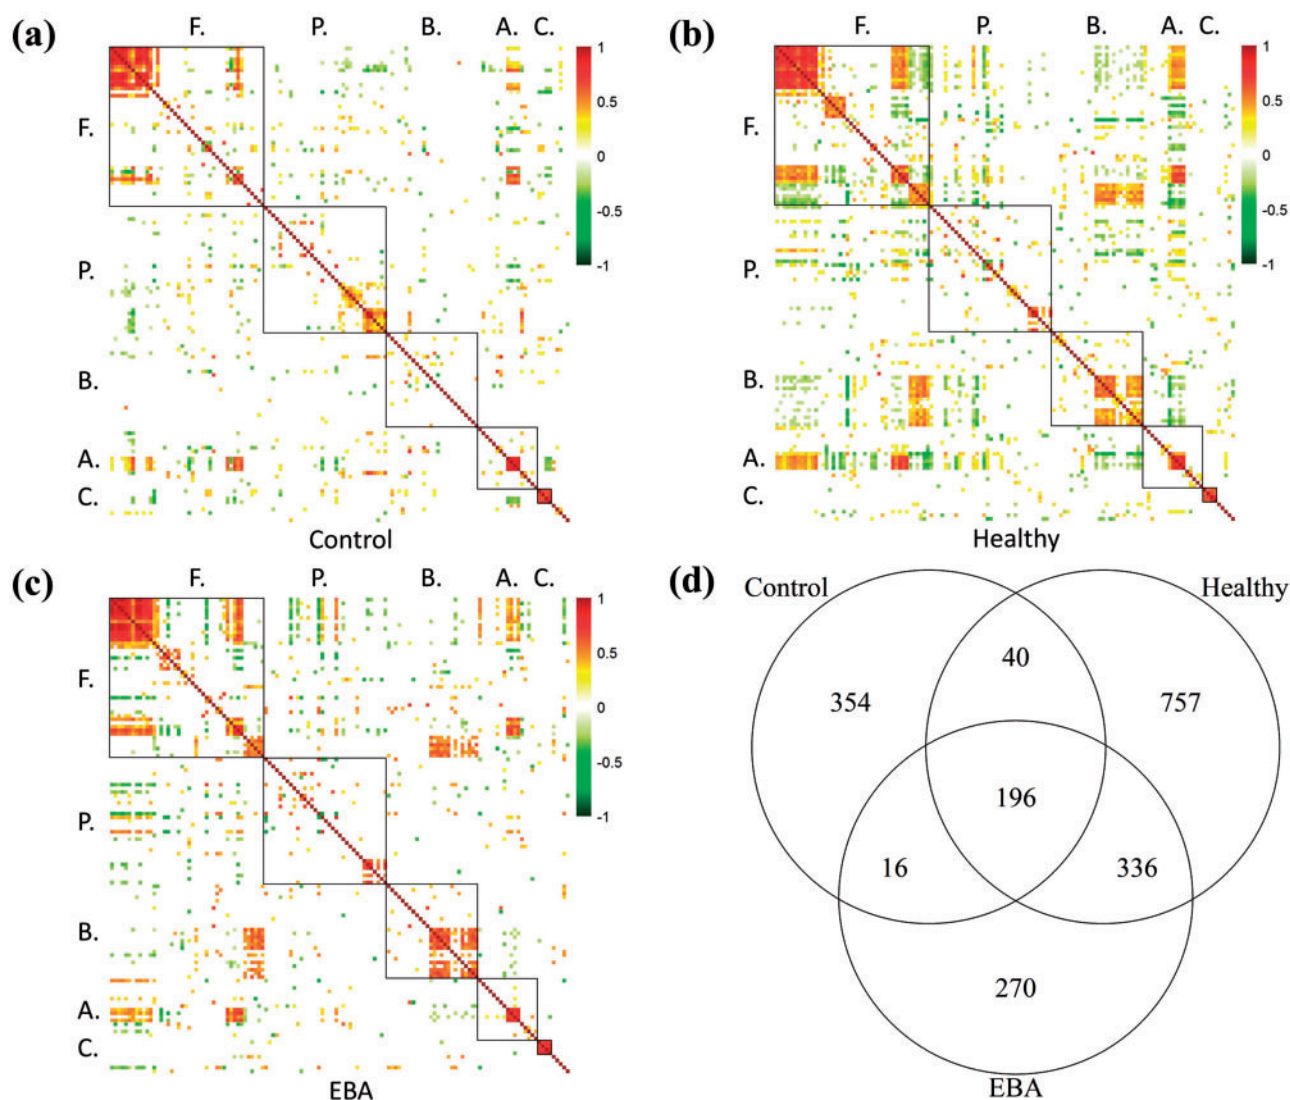 (a)
F. P. B. A. C.
1
0.5
0
-0.5
-1
F.
P.
B.
A.
C.
Control
(b)
F. P. B. A. C.
1
0.5
0
-0.5
-1
F.
P.
B.
A.
C.
Healthy
(c)
F. P. B. A. C.
1
0.5
0
-0.5
-1
F.
P.
B.
A.
C.
EBA
(d)
Control Healthy
40
354 757
196
16 336
270
EBA